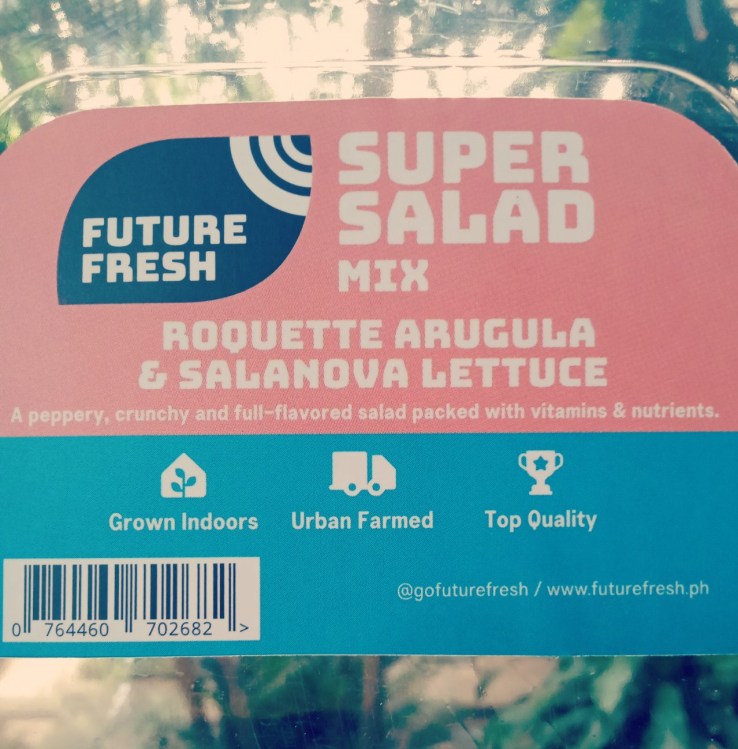 FUTURE
FRESH
SUPER
SALAD
MIX
ROQUETTE ARUGULA
& SALANOVA LETTUCE
A peppery, crunchy and full-flavored salad packed with vitamins & nutrients.
Grown Indoors
Urban Farmed
Top Quality
@gofuturefresh / www.futurefresh.ph
0 764460 702682 >